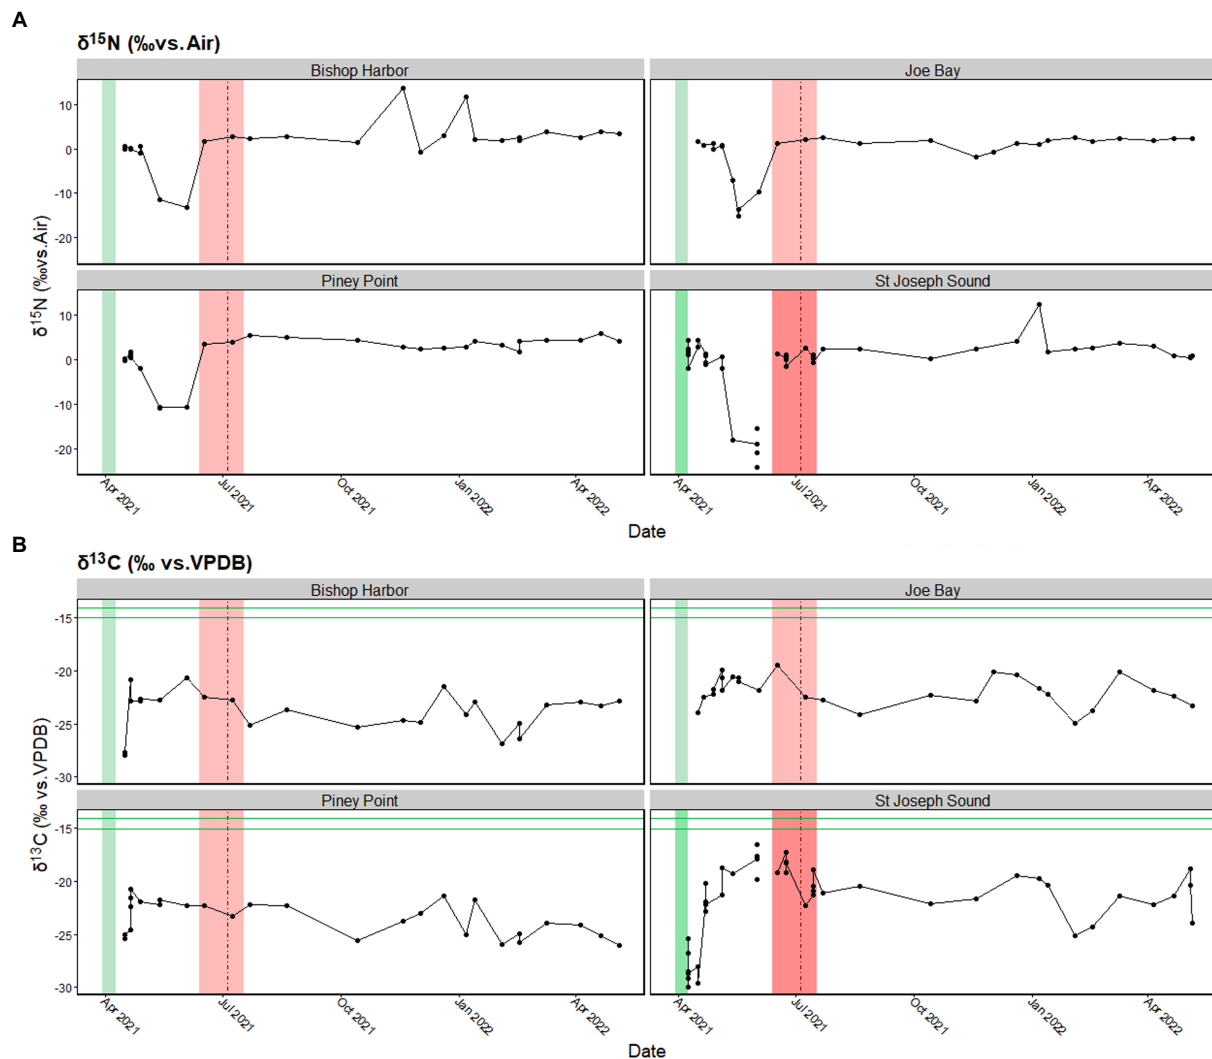 A
δ15N (‰vs.Air)
Bishop Harbor
Joe Bay
10
0
-10
-20
Piney Point
St Joseph Sound
10
0
-10
-20
δ15N (‰vs.Air)
Apr 2021
Jul 2021
Oct 2021
Jan 2022
Apr 2022
Apr 2021
Jul 2021
Oct 2021
Jan 2022
Apr 2022
Date
B
δ13C (‰ vs.VPDB)
Bishop Harbor
Joe Bay
-15
-20
-25
-30
Piney Point
St Joseph Sound
-15
-20
-25
-30
δ13C (‰ vs.VPDB)
Apr 2021
Jul 2021
Oct 2021
Jan 2022
Apr 2022
Apr 2021
Jul 2021
Oct 2021
Jan 2022
Apr 2022
Date